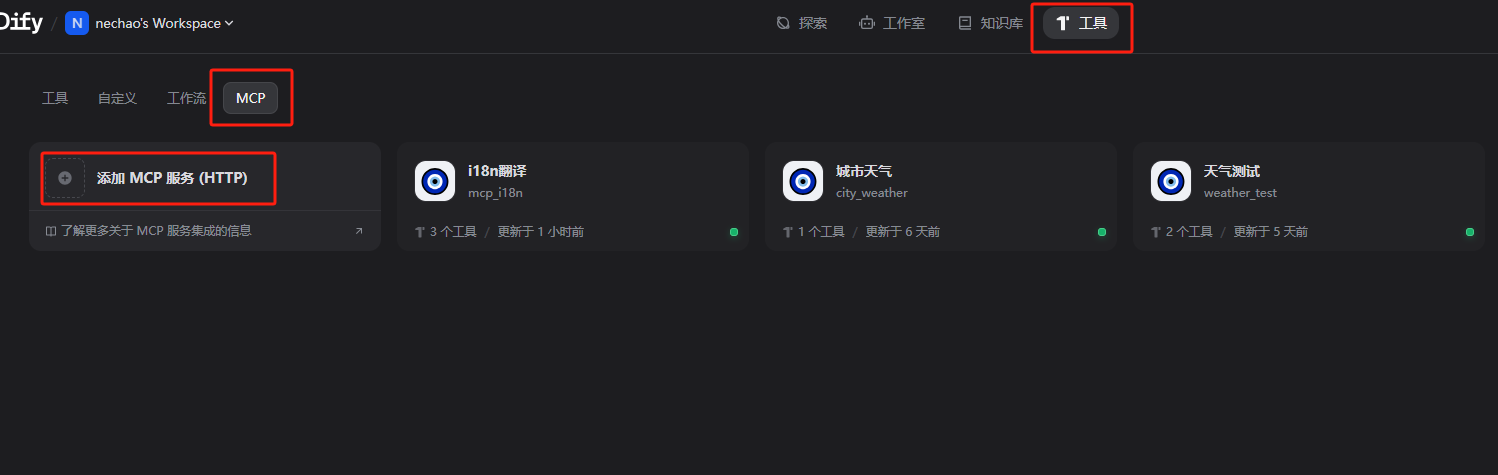 Dify / N nechao's Workspace 探索 工作室 知识库 工具
工具 自定义 工作流 MCP
添加 MCP 服务 (HTTP)
了解更多关于 MCP 服务集成的信息
i18n翻译
mcp_i18n
3 个工具 / 更新于 1 小时前
城市天气
city_weather
1 个工具 / 更新于 6 天前
天气测试
weather_test
2 个工具 / 更新于 5 天前